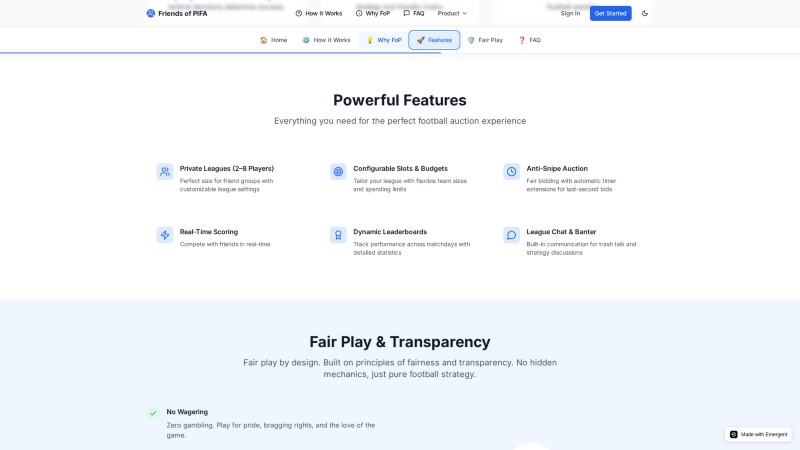 Friends of PIFA
How it Works
Why FoP
FAQ
Product
Sign In
Get Started
Home
How it Works
Why FoP
Features
Fair Play
FAQ
Powerful Features
Everything you need for the perfect football auction experience
Private Leagues (2–8 Players)
Perfect size for friend groups with
customizable league settings
Configurable Slots & Budgets
Tailor your league with flexible team sizes
and spending limits
Anti-Snipe Auction
Fair bidding with automatic timer
extensions for last-second bids
Real-Time Scoring
Compete with friends in real-time
Dynamic Leaderboards
Track performance across matchdays with
detailed statistics
League Chat & Banter
Built-in communication for trash talk and
strategy discussions
Fair Play & Transparency
Fair play by design. Built on principles of fairness and transparency. No hidden
mechanics, just pure football strategy.
No Wagering
Zero gambling. Play for pride, bragging rights, and the love of the
game.
Made with Emergent